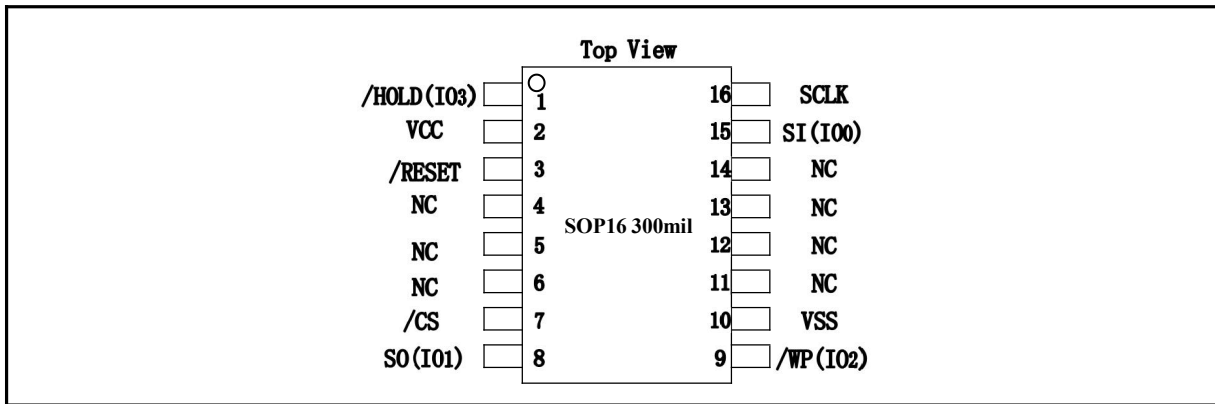 Top View
/HOLD(IO3) 1 16 SCLK
VCC 2 15 SI(IO0)
/RESET 3 14 NC
NC 4 13 NC
SOP16 300mil
NC 5 12 NC
NC 6 11 NC
/CS 7 10 VSS
SO(IO1) 8 9 /WP(IO2)